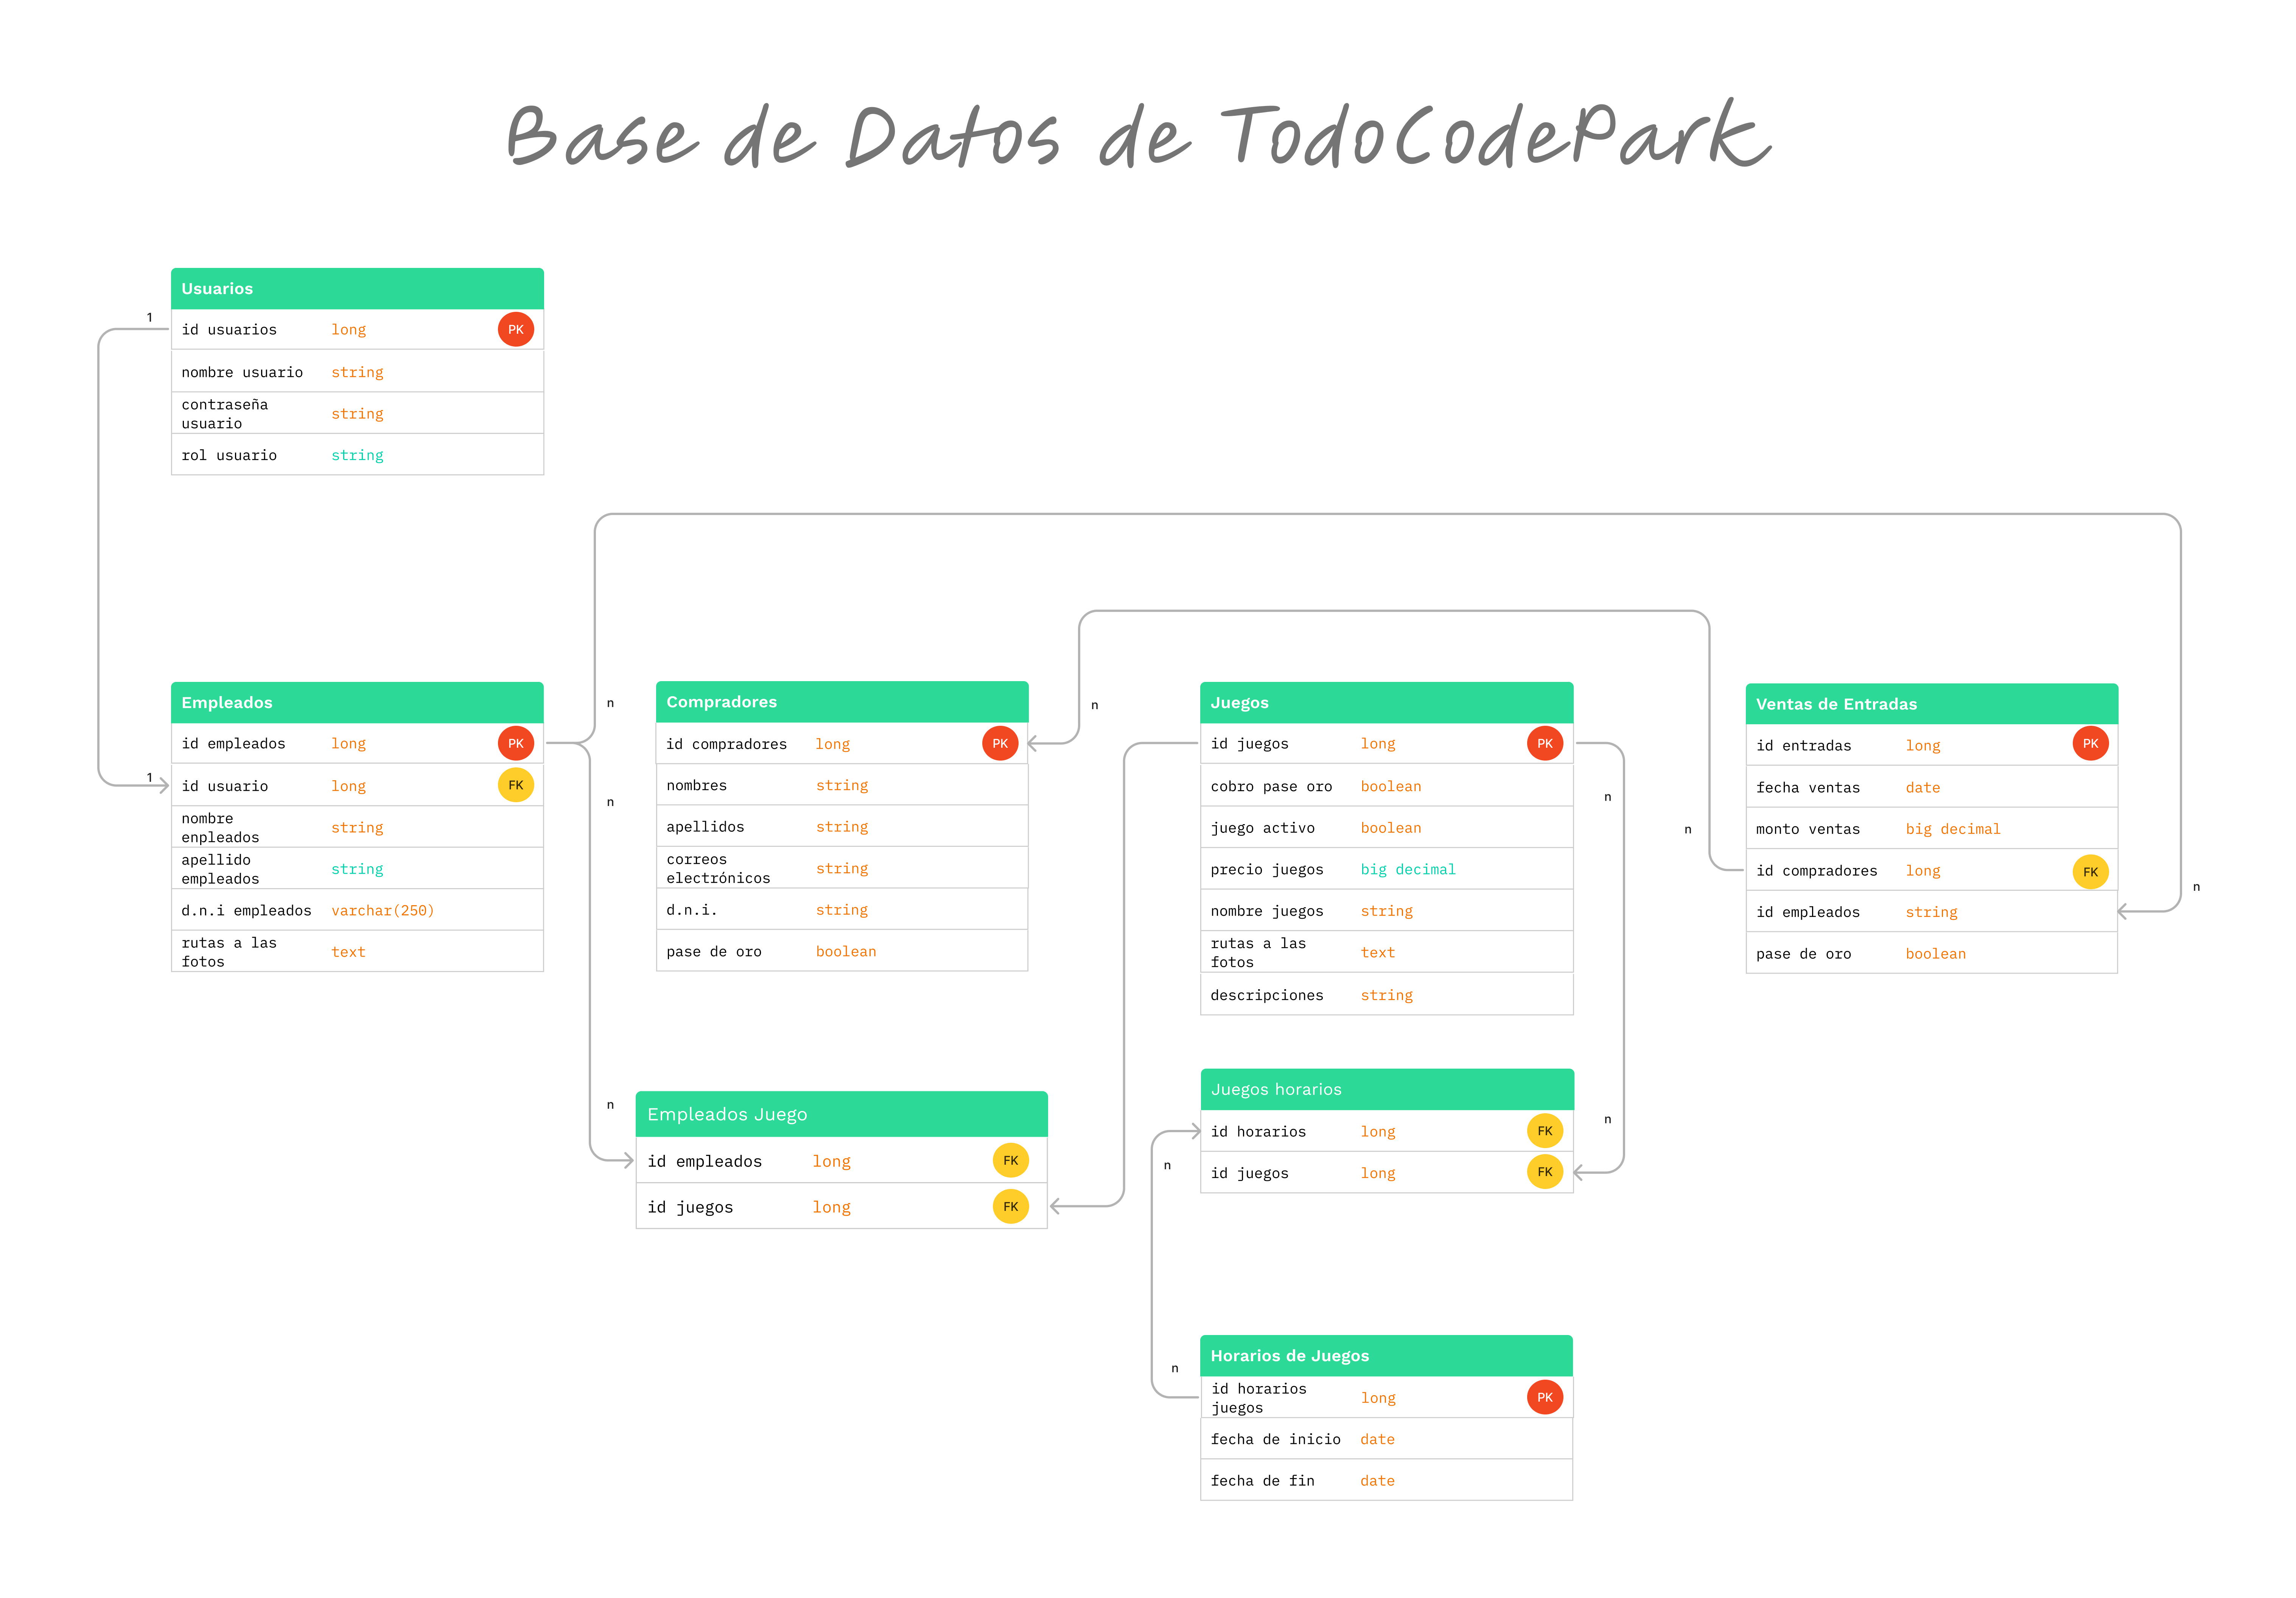 Base de Datos de TodoCodePark
Usuarios
1
id usuarios long PK
nombre usuario string
contraseña
usuario string
rol usuario string
Empleados
id empleados long PK
1
id usuario long FK
nombre
enpleados string
apellido
empleados string
d.n.i empleados varchar(250)
rutas a las
fotos text
n
n
n
Compradores
id compradores long PK
nombres string
apellidos string
correos
electrónicos string
d.n.i. string
pase de oro boolean
n
Juegos
id juegos long PK
cobro pase oro boolean
juego activo boolean
precio juegos big decimal
nombre juegos string
rutas a las
fotos text
descripciones string
n
n
n
Ventas de Entradas
id entradas long PK
fecha ventas date
monto ventas big decimal
id compradores long FK
id empleados string
pase de oro boolean
n
Empleados Juego
id empleados long FK
id juegos long FK
Juegos horarios
id horarios long FK
id juegos long FK
n
n
Horarios de Juegos
id horarios
juegos long PK
fecha de inicio date
fecha de fin date